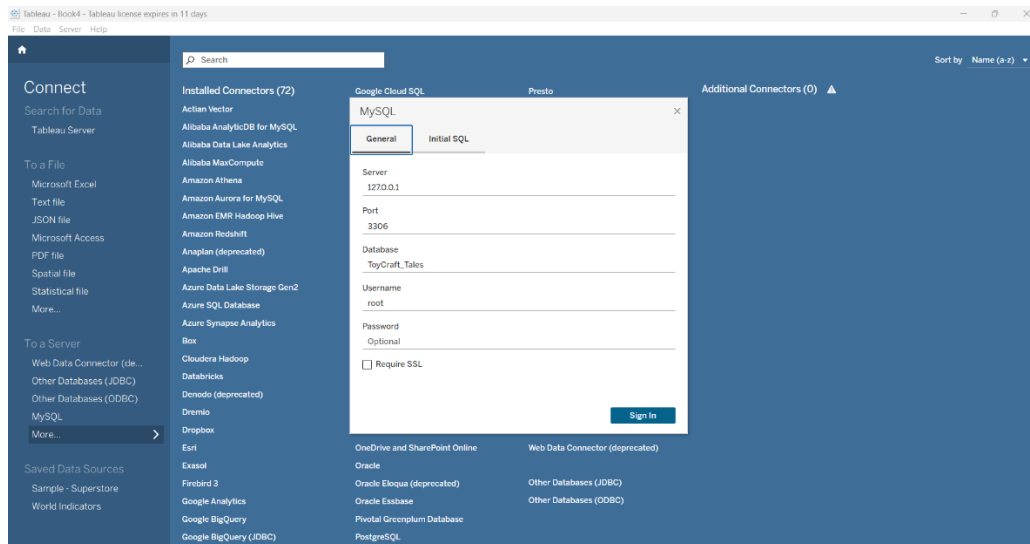 Tableau - Book4 - Tableau license expires in 11 days
File Data Server Help
Connect
Search for Data
Tableau Server
To a File
Microsoft Excel
Text file
JSON file
Microsoft Access
PDF file
Spatial file
Statistical file
More...
To a Server
Web Data Connector (de...
Other Databases (JDBC)
Other Databases (ODBC)
MySQL
More...
Saved Data Sources
Sample - Superstore
World Indicators
Search
Sort by Name (a-z)
Installed Connectors (72)
Actian Vector
Alibaba AnalyticDB for MySQL
Alibaba Data Lake Analytics
Alibaba MaxCompute
Amazon Athena
Amazon Aurora for MySQL
Amazon EMR Hadoop Hive
Amazon Redshift
Anaplan (deprecated)
Apache Drill
Azure Data Lake Storage Gen2
Azure SQL Database
Azure Synapse Analytics
Box
Cloudera Hadoop
Databricks
Denodo (deprecated)
Dremio
Dropbox
Esri
Exasol
Firebird 3
Google Analytics
Google BigQuery
Google BigQuery (JDBC)
Google Cloud SQL
OneDrive and SharePoint Online
Oracle
Oracle Eloqua (deprecated)
Oracle Essbase
Pivotal Greenplum Database
PostgreSQL
Presto
Web Data Connector (deprecated)
Other Databases (JDBC)
Other Databases (ODBC)
Additional Connectors (0)
MySQL
General Initial SQL
Server
127.0.0.1
Port
3306
Database
ToyCraft_Tales
Username
root
Password
Optional
Require SSL
Sign In